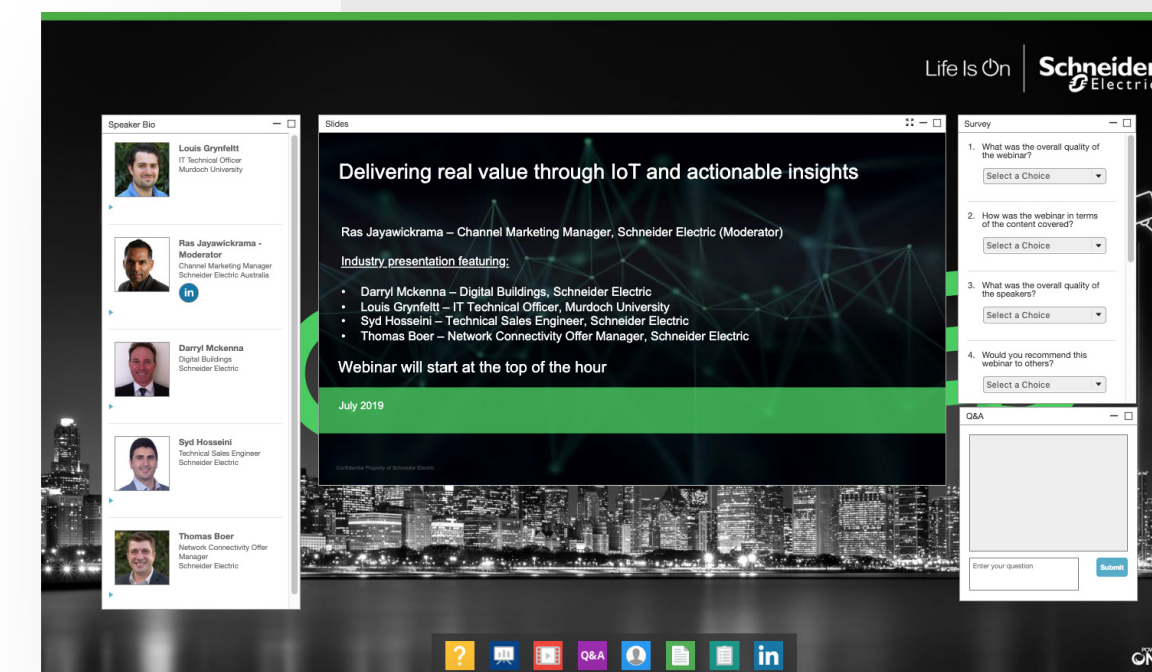 Life Is On
Schneider
Electric
Speaker Bio
Louis Grynfeltt
IT Technical Officer
Murdoch University
Ras Jayawickrama -
Moderator
Channel Marketing Manager
Schneider Electric Australia
in
Darryl Mckenna
Digital Buildings
Schneider Electric
Syd Hosseini
Technical Sales Engineer
Schneider Electric
Thomas Boer
Network Connectivity Offer
Manager
Schneider Electric
Slides
Delivering real value through IoT and actionable insights
Ras Jayawickrama – Channel Marketing Manager, Schneider Electric (Moderator)
Industry presentation featuring:
• Darryl Mckenna – Digital Buildings, Schneider Electric
• Louis Grynfeltt – IT Technical Officer, Murdoch University
• Syd Hosseini – Technical Sales Engineer, Schneider Electric
• Thomas Boer – Network Connectivity Offer Manager, Schneider Electric
Webinar will start at the top of the hour
July 2019
Confidential Property of Schneider Electric
Survey
1. What was the overall quality of
the webinar?
Select a Choice
2. How was the webinar in terms
of the content covered?
Select a Choice
3. What was the overall quality of
the speakers?
Select a Choice
4. Would you recommend this
webinar to others?
Select a Choice
Q&A
Enter your question
Submit
?
Q&A
in